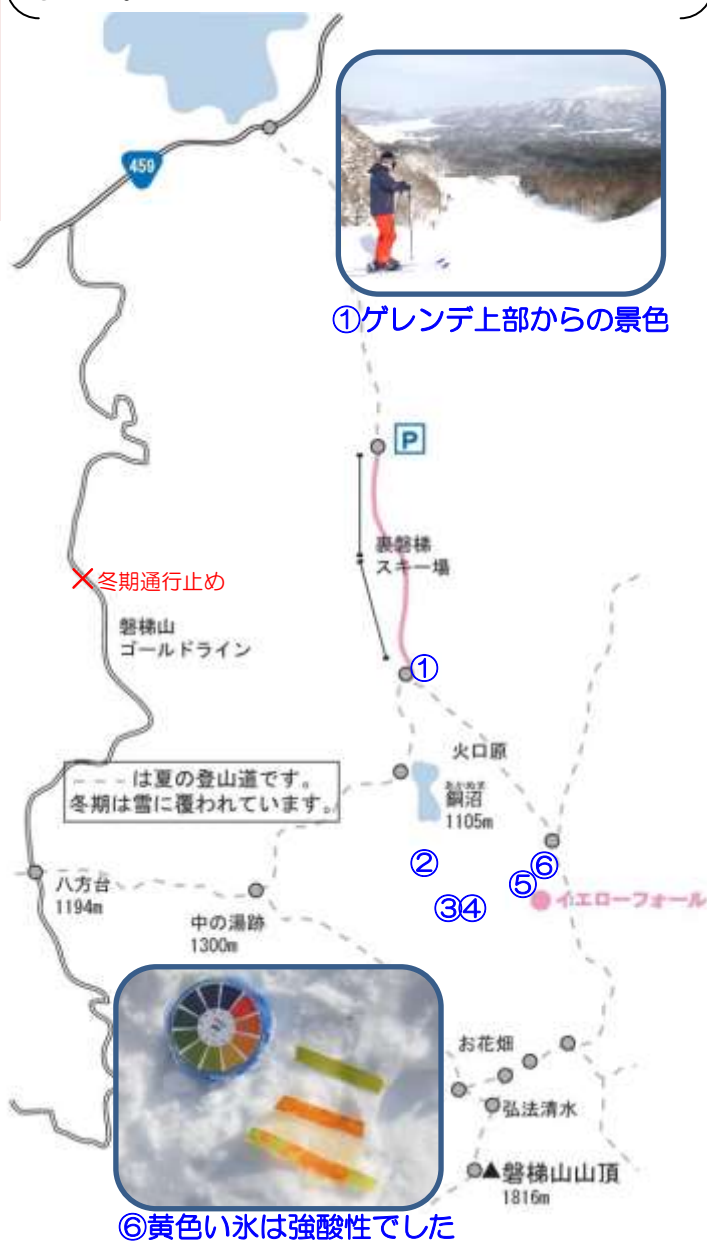 459
①ゲレンデ上部からの景色
P
裏磐梯
スキー場
冬期通行止め
磐梯山
ゴールドライン
①
火口原
---は夏の登山道です。
冬期は雪に覆われています。
あかぬま
銅沼
1105m
②
⑥
⑤
イエローフォール
③④
八方台
1194m
中の湯跡
1300m
お花畑
弘法清水
▲磐梯山山頂
1816m
⑥黄色い氷は強酸性でした